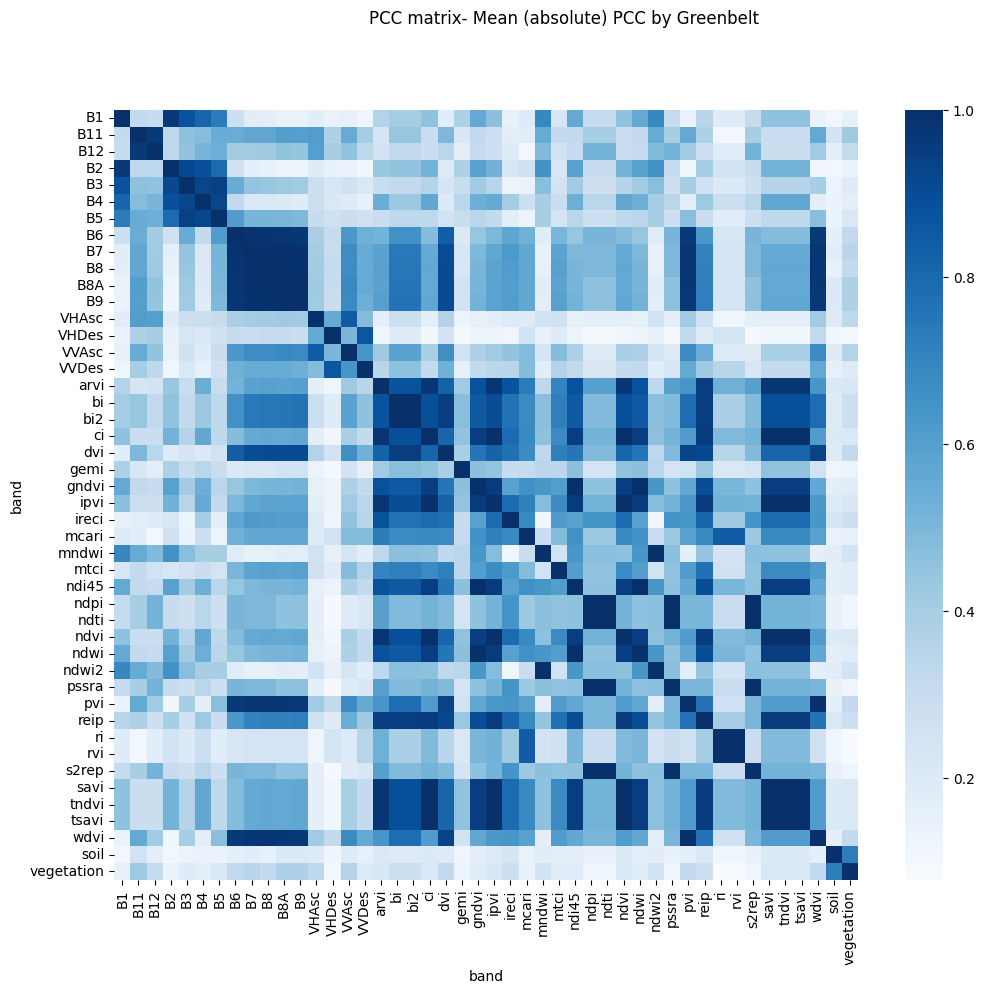 PCC matrix- Mean (absolute) PCC by Greenbelt
B1
B11
B12
B2
B3
B4
B5
B6
B7
B8
B8A
B9
VHAsc
VHDes
VVAsc
VVDes
arvi
bi
bi2
ci
dvi
gemi
gndvi
ipvi
ireci
mcari
mndwi
mtci
ndi45
ndpi
ndti
ndvi
ndwi
ndwi2
pssra
pvi
reip
ri
rvi
s2rep
savi
tndvi
tsavi
wdvi
soil
vegetation
band
B1
B11
B12
B2
B3
B4
B5
B6
B7
B8
B8A
B9
VHAsc
VHDes
VVAsc
VVDes
arvi
bi
bi2
ci
dvi
gemi
gndvi
ipvi
ireci
mcari
mndwi
mtci
ndi45
ndpi
ndti
ndvi
ndwi
ndwi2
pssra
pvi
reip
ri
rvi
s2rep
savi
tndvi
tsavi
wdvi
soil
vegetation
band
1.0
0.8
0.6
0.4
0.2